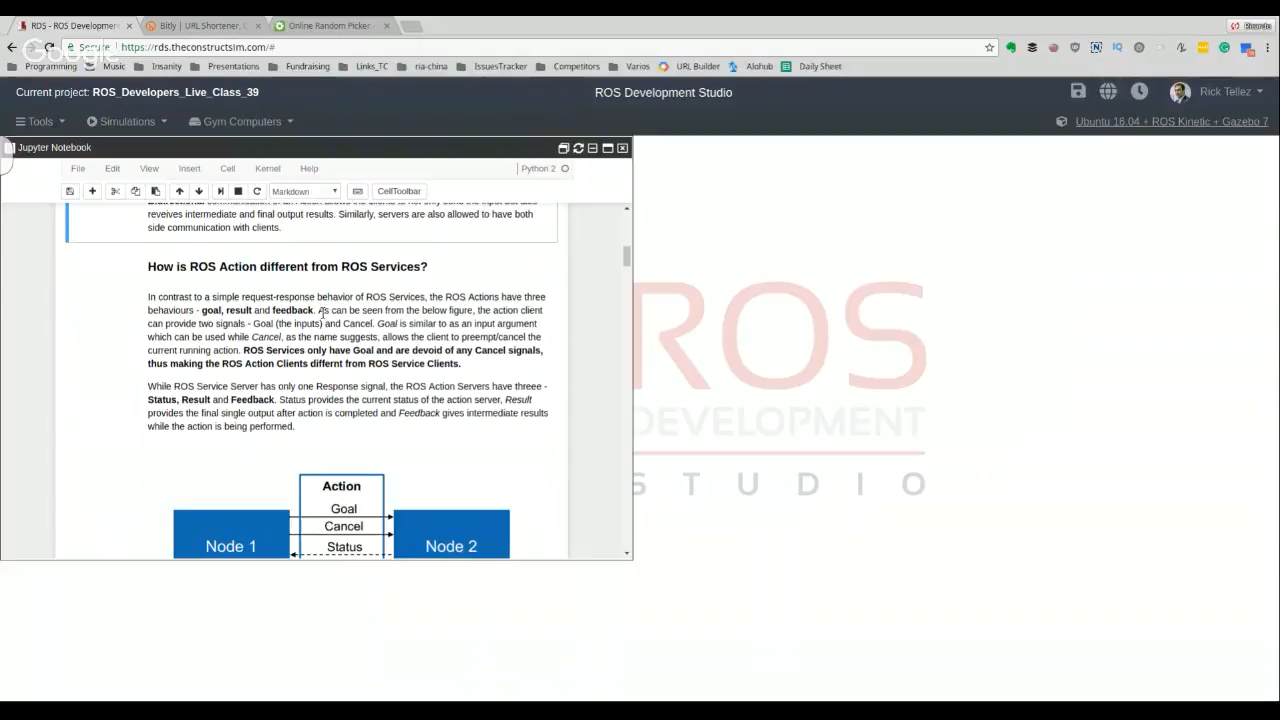 RDS - ROS Developmen
Bitly | URL Shortener, C
Online Random Picker
Ricardo
Google
Secure
https://rds.theconstructsim.com/#
Programming
Music
Insanity
Presentations
Fundraising
Links_TC
ria-china
IssuesTracker
Competitors
Varios
URL Builder
Alohub
Daily Sheet
Current project: ROS_Developers_Live_Class_39
ROS Development Studio
Rick Tellez
Tools
Simulations
Gym Computers
Ubuntu 16.04 + ROS Kinetic + Gazebo 7
Jupyter Notebook
File Edit View Insert Cell Kernel Help
Python 2
Markdown
CellToolbar
reveives intermediate and final output results. Similarly, servers are also allowed to have both
side communication with clients.
How is ROS Action different from ROS Services?
In contrast to a simple request-response behavior of ROS Services, the ROS Actions have three
behaviours - goal, result and feedback. As can be seen from the below figure, the action client
can provide two signals - Goal (the inputs) and Cancel. Goal is similar to as an input argument
which can be used while Cancel, as the name suggests, allows the client to preempt/cancel the
current running action. ROS Services only have Goal and are devoid of any Cancel signals,
thus making the ROS Action Clients differnt from ROS Service Clients.
While ROS Service Server has only one Response signal, the ROS Action Servers have threee -
Status, Result and Feedback. Status provides the current status of the action server, Result
provides the final single output after action is completed and Feedback gives intermediate results
while the action is being performed.
Action
Goal
Cancel
Status
Node 1
Node 2
ROS
DEVELOPMENT
STUDIO